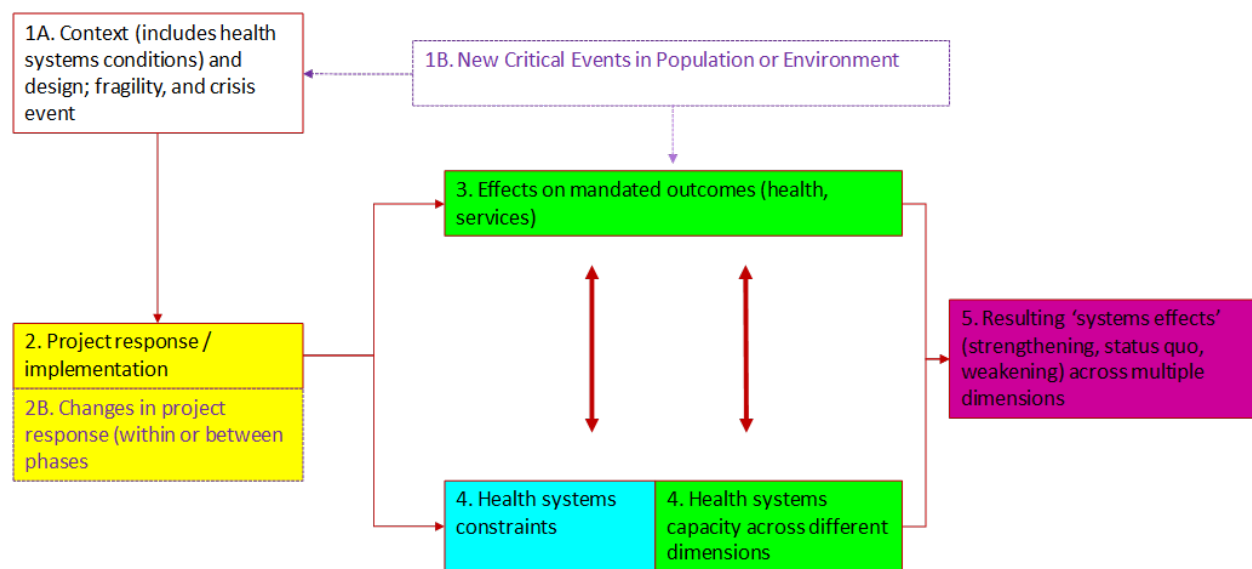 1A. Context (includes health
systems conditions) and
design; fragility, and crisis
event
1B. New Critical Events in Population or Environment
3. Effects on mandated outcomes (health,
services)
2. Project response /
implementation
2B. Changes in project
response (within or between
phases
5. Resulting ‘systems effects’
(strengthening, status quo,
weakening) across multiple
dimensions
4. Health systems
constraints
4. Health systems
capacity across different
dimensions